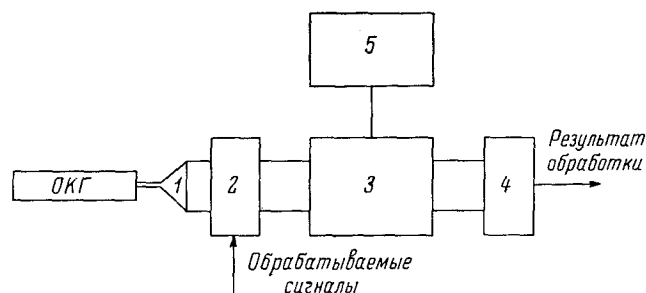 5
Результат
обработки
ОКГ
1
2
3
4
Обрабатываемые
сигналы